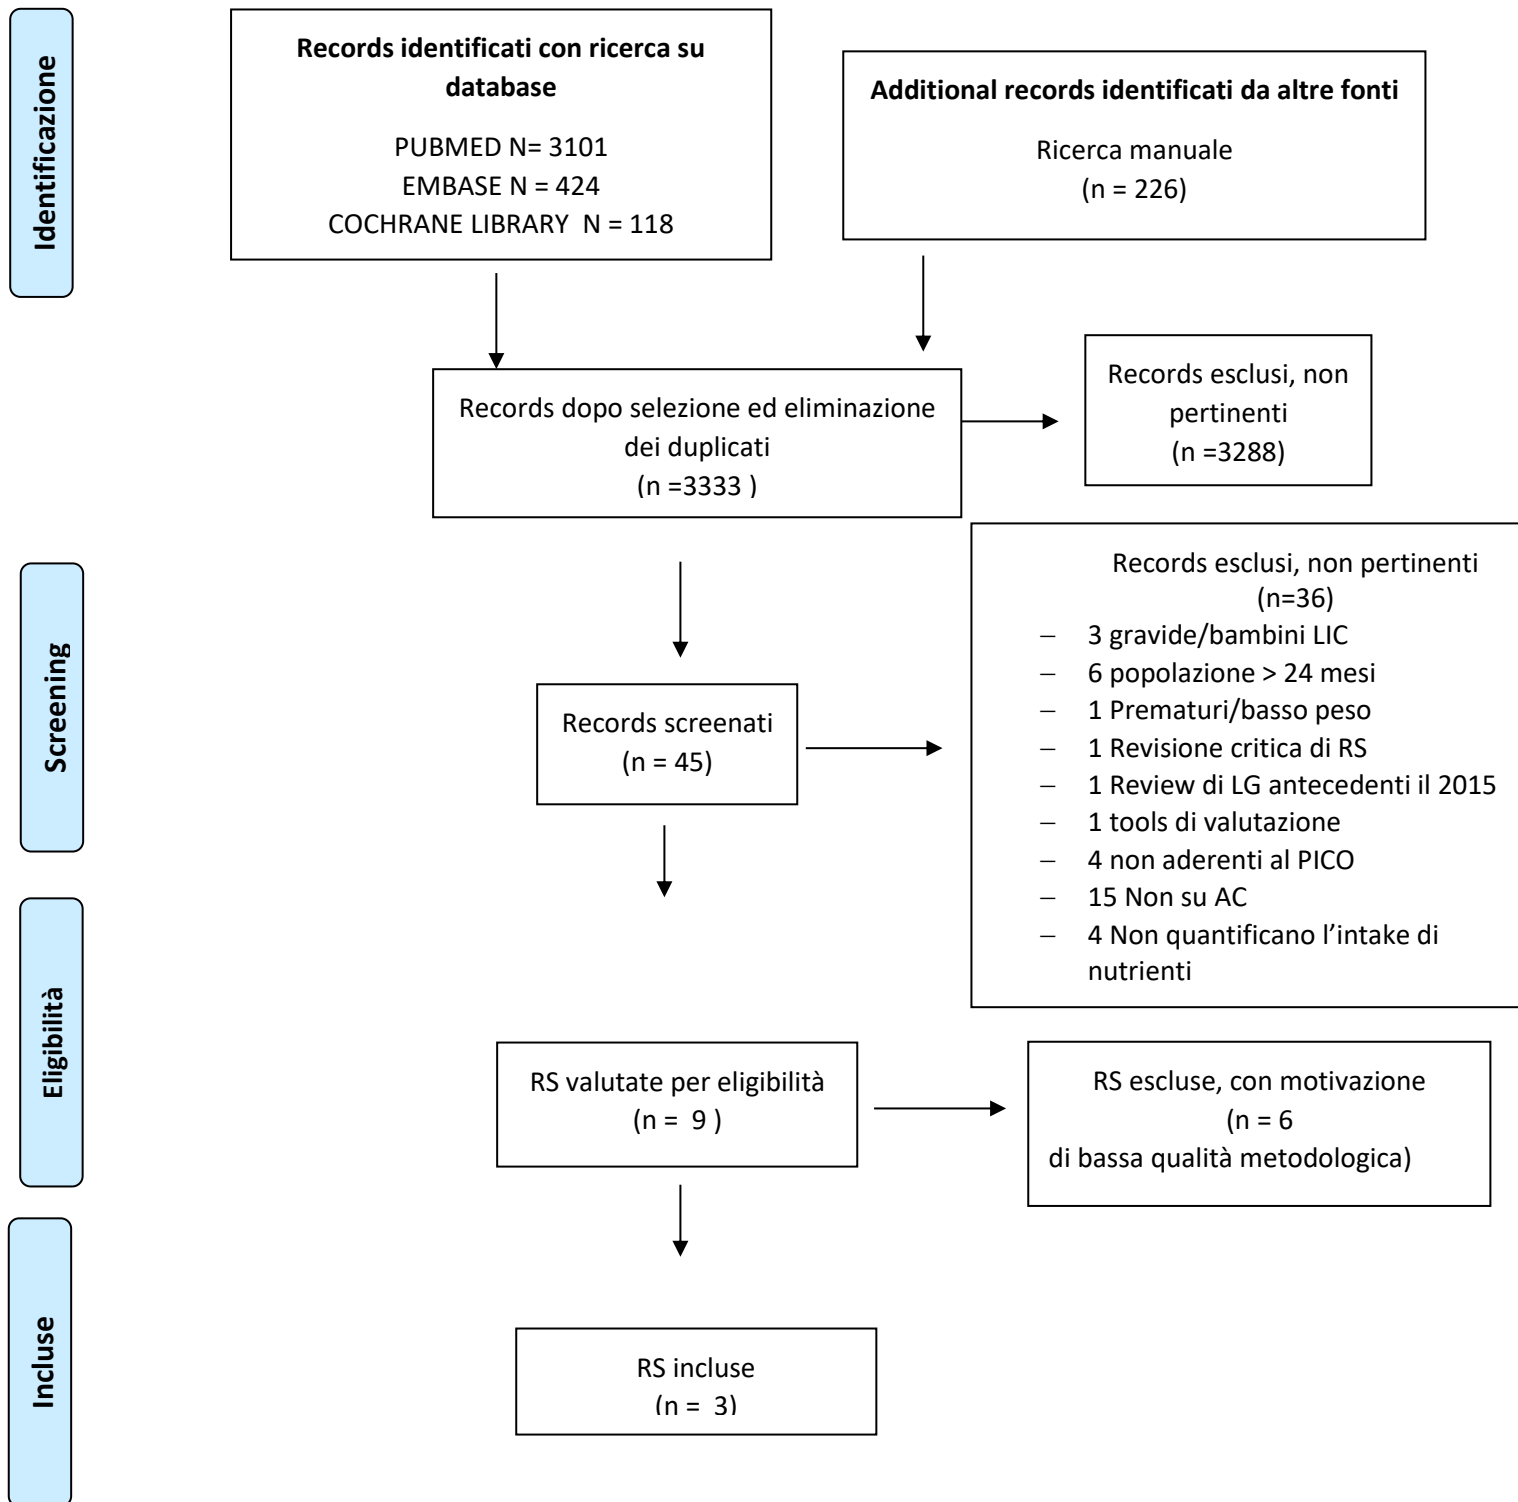 Identificazione
Records identificati con ricerca su
database
PUBMED N= 3101
EMBASE N = 424
COCHRANE LIBRARY N = 118
Additional records identificati da altre fonti
Ricerca manuale
(n = 226)
Records dopo selezione ed eliminazione
dei duplicati
(n =3333 )
Records esclusi, non
pertinenti
(n =3288)
Screening
Records screenati
(n = 45)
Records esclusi, non pertinenti
(n=36)
– 3 gravide/bambini LIC
– 6 popolazione > 24 mesi
– 1 Prematuri/basso peso
– 1 Revisione critica di RS
– 1 Review di LG antecedenti il 2015
– 1 tools di valutazione
– 4 non aderenti al PICO
– 15 Non su AC
– 4 Non quantificano l’intake di
nutrienti
Eligibilità
RS valutate per eligibilità
(n = 9 )
RS escluse, con motivazione
(n = 6
di bassa qualità metodologica)
Incluse
RS incluse
(n = 3)